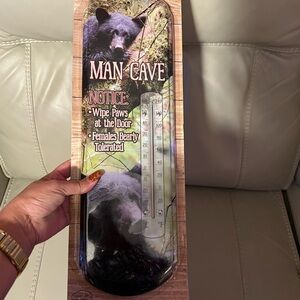 MAN CAVE
NOTICE:
•Wipe Paws
at the Door
•Females Bearly
Tolerated